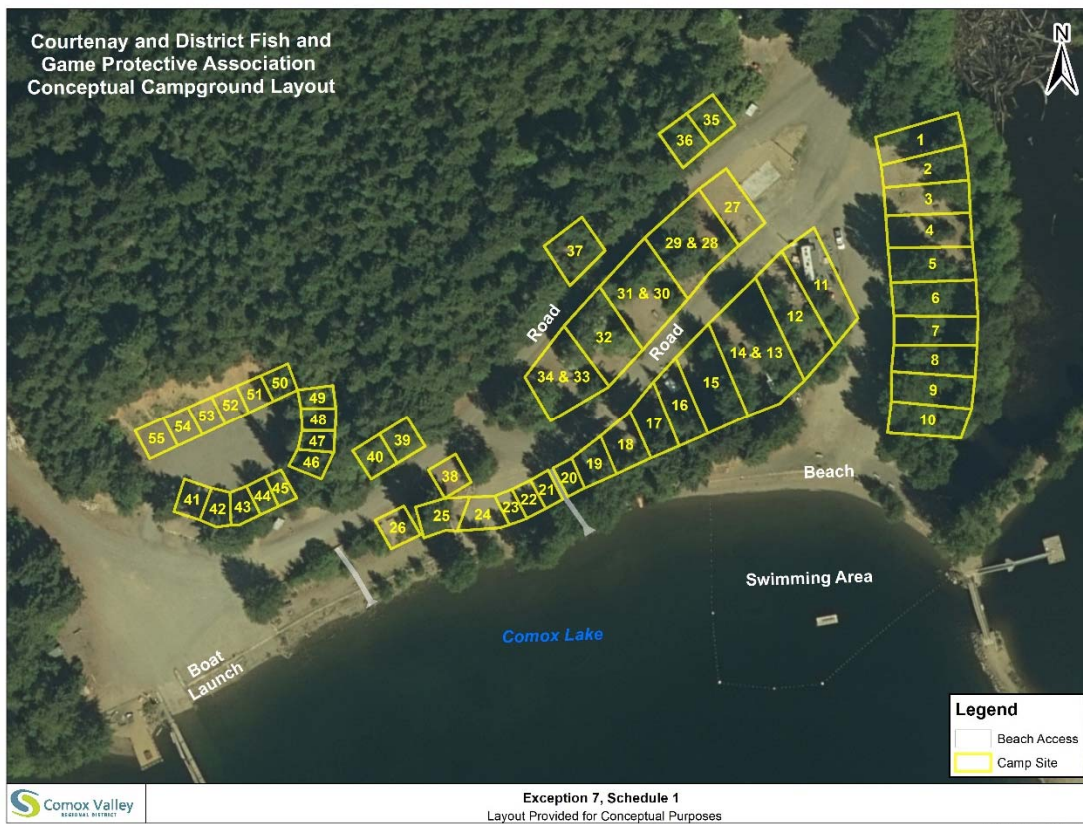 Courtenay and District Fish and
Game Protective Association
Conceptual Campground Layout
N
35
36
1
2
3
4
5
6
7
8
9
10
27
29 & 28
37
31 & 30
32
34 & 33
Road
Road
11
12
14 & 13
15
16
17
18
19
20
21
22
23
24
25
26
38
39
40
50
51
52
53
54
55
49
48
47
46
45
44
43
42
41
Beach
Swimming Area
Comox Lake
Boat
Launch
Legend
Beach Access
Camp Site
Comox Valley
REGIONAL DISTRICT
Exception 7, Schedule 1
Layout Provided for Conceptual Purposes